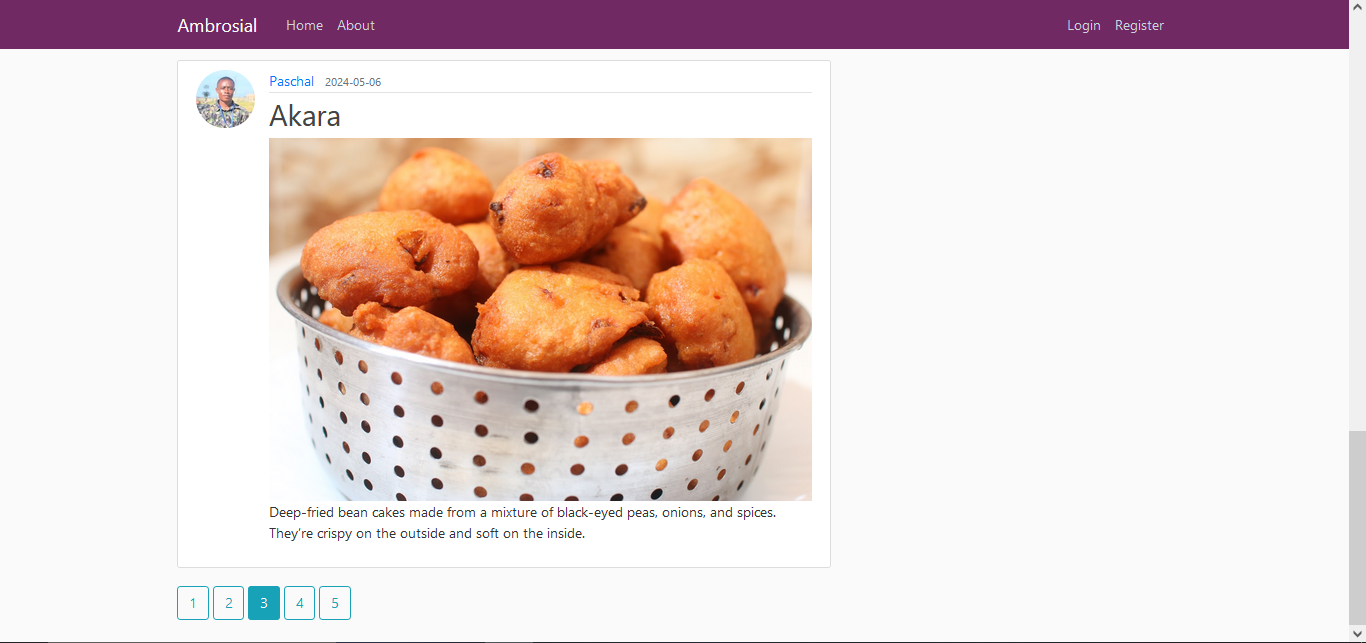 Ambrosial Home About Login Register
Paschal 2024-05-06
Akara
Deep-fried bean cakes made from a mixture of black-eyed peas, onions, and spices.
They’re crispy on the outside and soft on the inside.
1 2 3 4 5